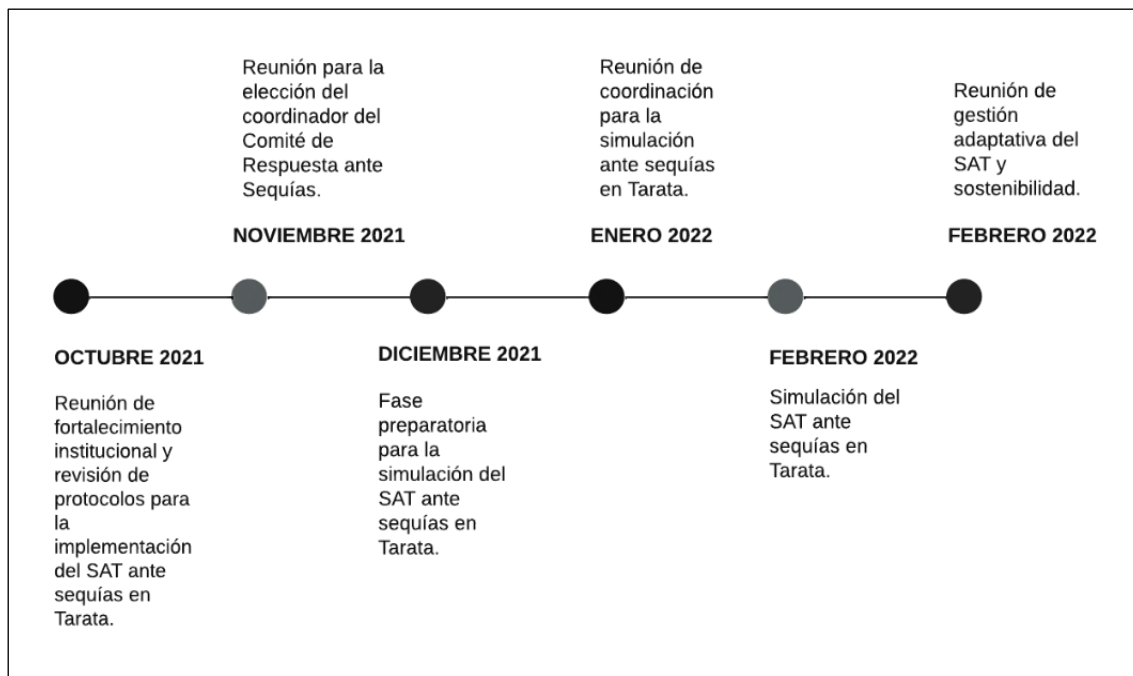 Reunión para la
elección del
coordinador del
Comité de
Respuesta ante
Sequías.
NOVIEMBRE 2021
Reunión de
coordinación
para la
simulación
ante sequías
en Tarata.
ENERO 2022
Reunión de
gestión
adaptativa del
SAT y
sostenibilidad.
FEBRERO 2022
OCTUBRE 2021
Reunión de
fortalecimiento
institucional y
revisión de
protocolos para
la
implementación
del SAT ante
sequías en
Tarata.
DICIEMBRE 2021
Fase
preparatoria
para la
simulación del
SAT ante
sequías en
Tarata.
FEBRERO 2022
Simulación del
SAT ante
sequías en
Tarata.